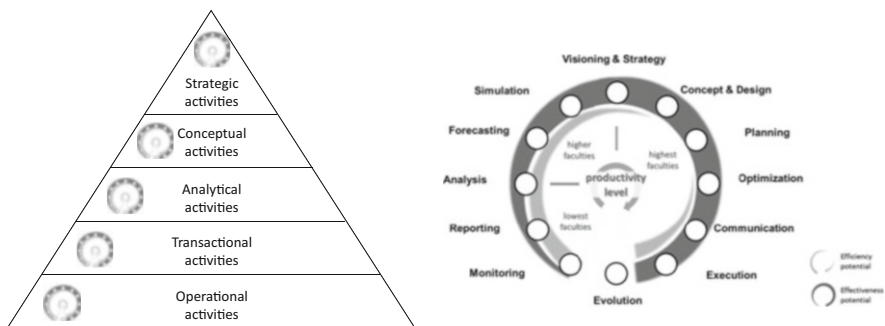 Strategic
activities
Conceptual
activities
Analytical
activities
Transactional
activities
Operational
activities
Visioning & Strategy
Simulation
Concept & Design
Forecasting
Planning
higher
faculties
highest
faculties
Analysis
productivity
level
Optimization
lowest
faculties
Reporting
Communication
Monitoring
Execution
Evolution
Efficiency
potential
Effectiveness
potential